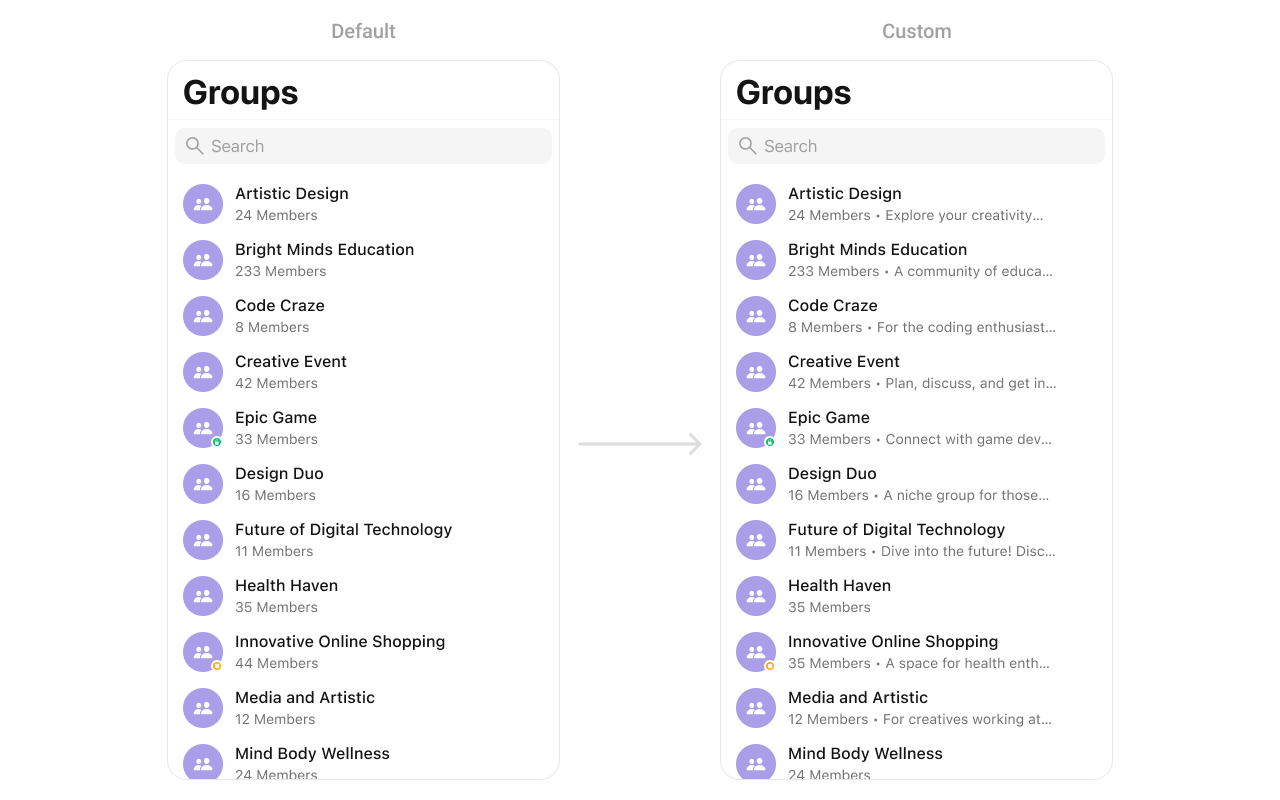 Default
Groups
Search
Artistic Design
24 Members
Bright Minds Education
233 Members
Code Craze
8 Members
Creative Event
42 Members
Epic Game
33 Members
Design Duo
16 Members
Future of Digital Technology
11 Members
Health Haven
35 Members
Innovative Online Shopping
44 Members
Media and Artistic
12 Members
Mind Body Wellness
24 Members
Custom
Groups
Search
Artistic Design
24 Members • Explore your creativity...
Bright Minds Education
233 Members • A community of educa...
Code Craze
8 Members • For the coding enthusiast...
Creative Event
42 Members • Plan, discuss, and get in...
Epic Game
33 Members • Connect with game dev...
Design Duo
16 Members • A niche group for those...
Future of Digital Technology
11 Members • Dive into the future! Disc...
Health Haven
35 Members
Innovative Online Shopping
35 Members • A space for health enth...
Media and Artistic
12 Members • For creatives working at...
Mind Body Wellness
24 Members